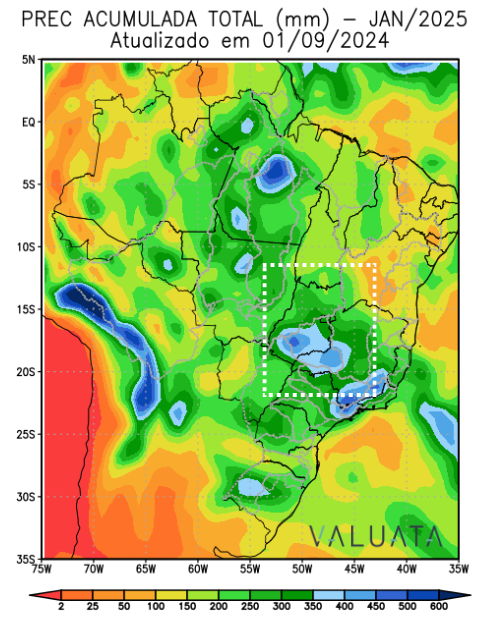 PREC ACUMULADA TOTAL (mm) – JAN/2025
Atualizado em 01/09/2024
5N
EQ
5S
10S
15S
20S
25S
30S
35S
VALUATA
75W 70W 65W 60W 55W 50W 45W 40W 35W
2 25 50 100 150 200 250 300 350 400 450 500 600